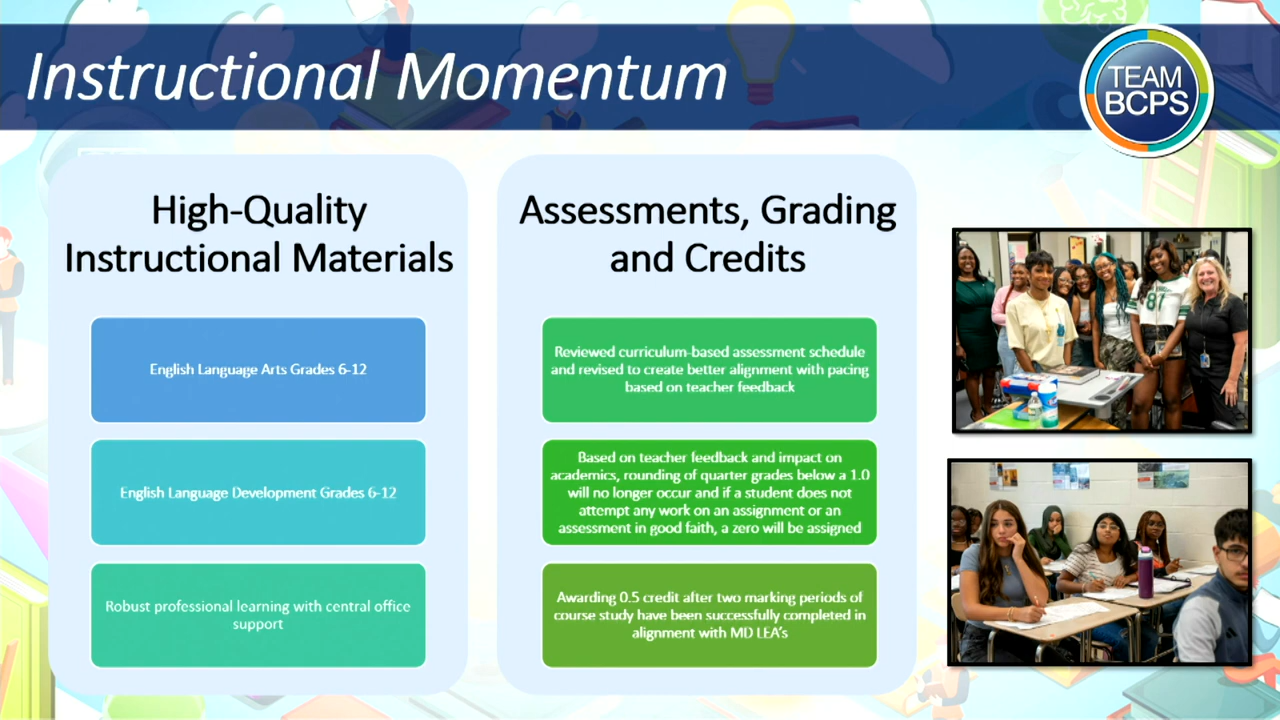 Instructional Momentum
TEAM
BCPS
High-Quality
Instructional Materials
English Language Arts Grades 6-12
English Language Development Grades 6-12
Robust professional learning with central office
support
Assessments, Grading
and Credits
Reviewed curriculum-based assessment schedule
and revised to create better alignment with pacing
based on teacher feedback
Based on teacher feedback and impact on
academics, rounding of quarter grades below a 1.0
will no longer occur and if a student does not
attempt any work on an assignment or an
assessment in good faith, a zero will be assigned
Awarding 0.5 credit after two marking periods of
course study have been successfully completed in
alignment with MD LEA's
87